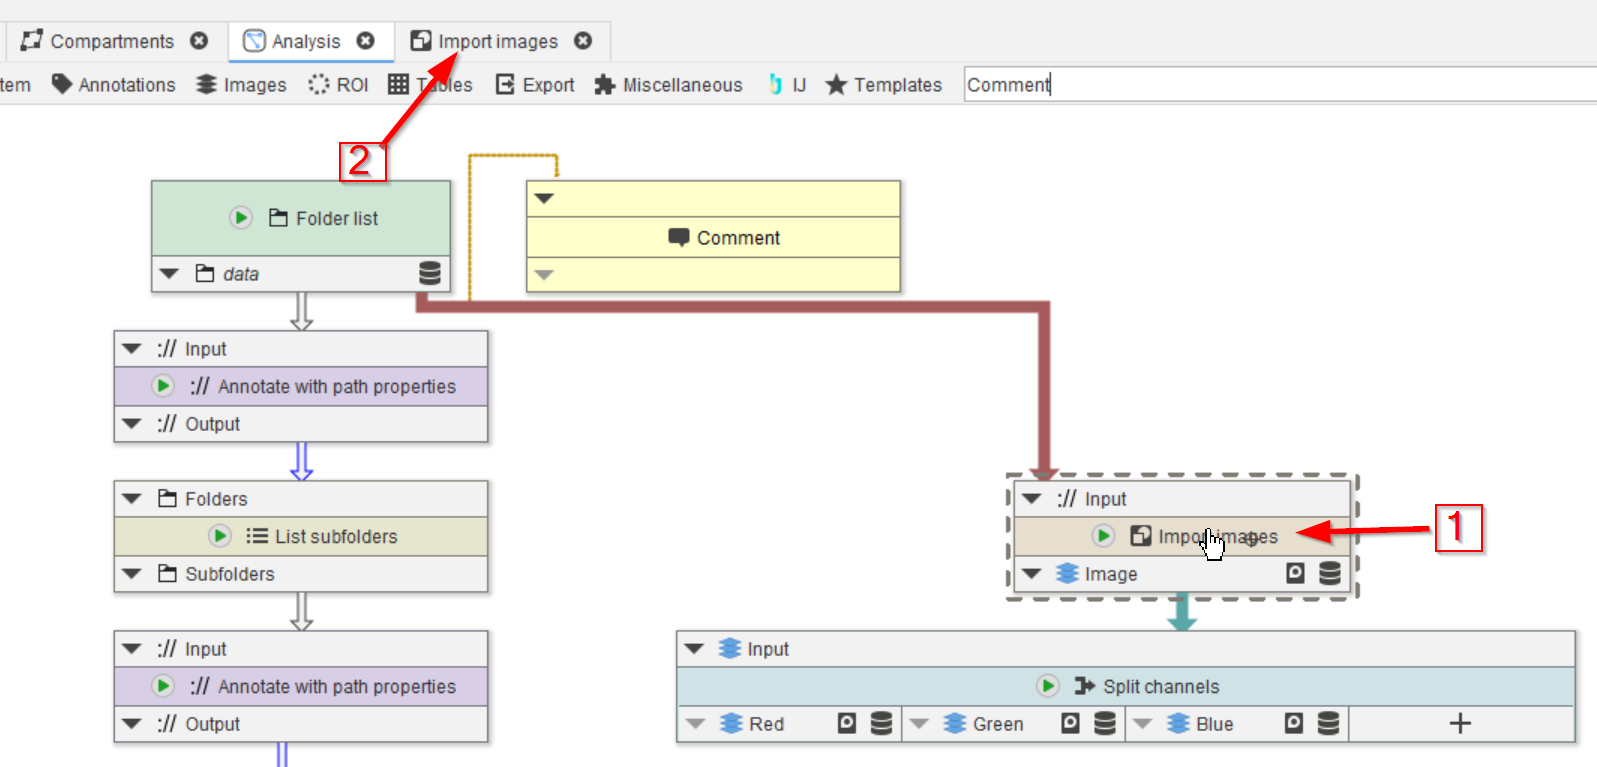 Compartments Analysis Import images
tem Annotations Images ROI Tables Export Miscellaneous IJ Templates Comment
2
Folder list
data
Comment
:// Input
:// Annotate with path properties
:// Output
Folders
List subfolders
Subfolders
:// Input
Import images
Image
1
:// Input
:// Annotate with path properties
:// Output
Input
Split channels
Red Green Blue +